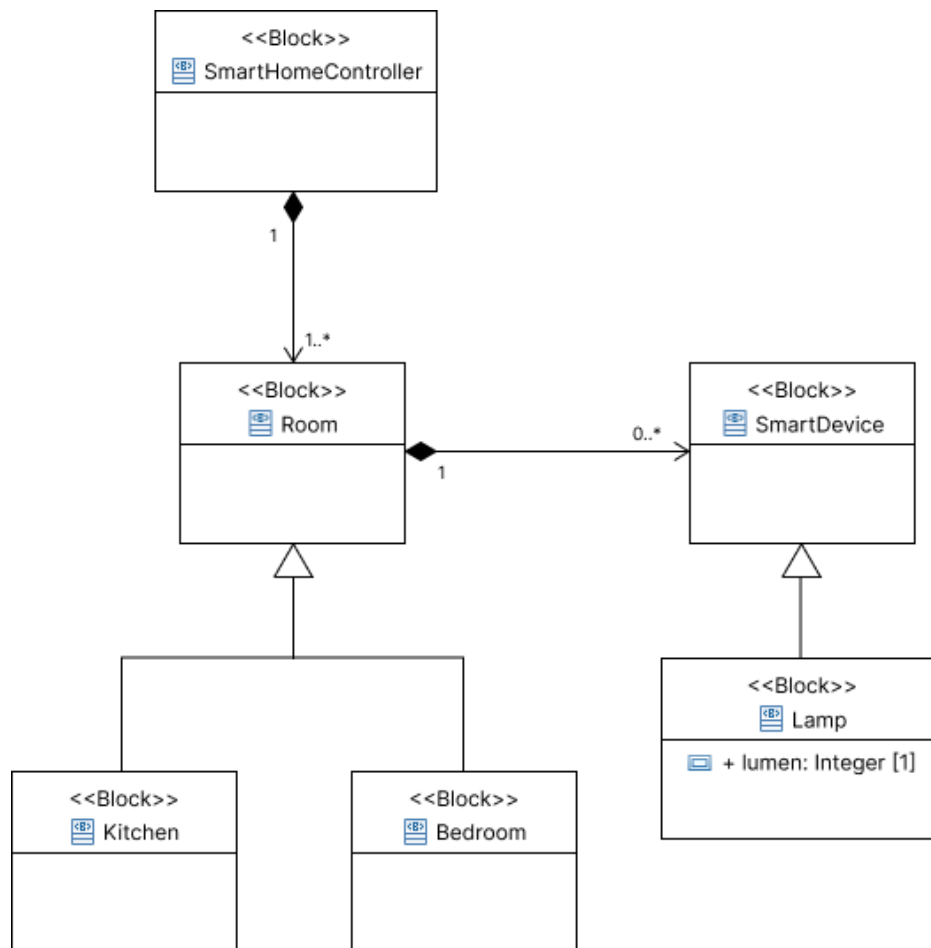 <<Block>>
SmartHomeController
1
1..*
<<Block>>
Room
<<Block>>
SmartDevice
0..*
1
<<Block>>
Lamp
+ lumen: Integer [1]
<<Block>>
Kitchen
<<Block>>
Bedroom